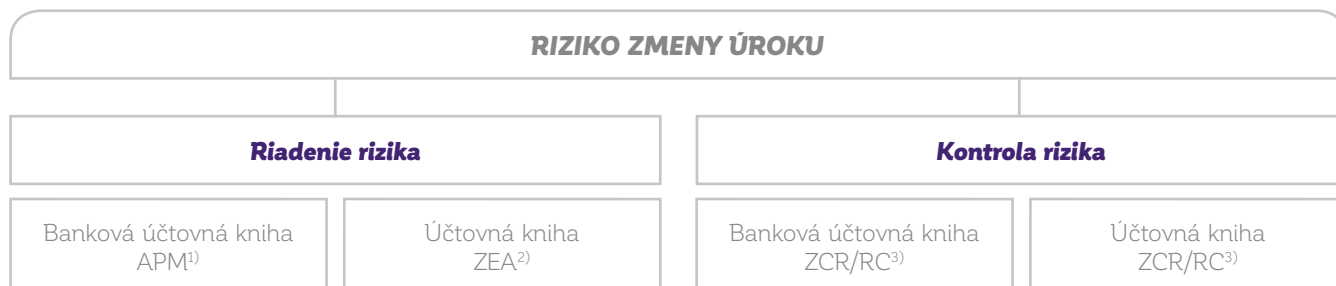 RIZIKO ZMENY ÚROKU
Riadenie rizika
Kontrola rizika
Banková účtovná kniha
APM1)
Účtovná kniha
ZEA2)
Banková účtovná kniha
ZCR/RC3)
Účtovná kniha
ZCR/RC3)